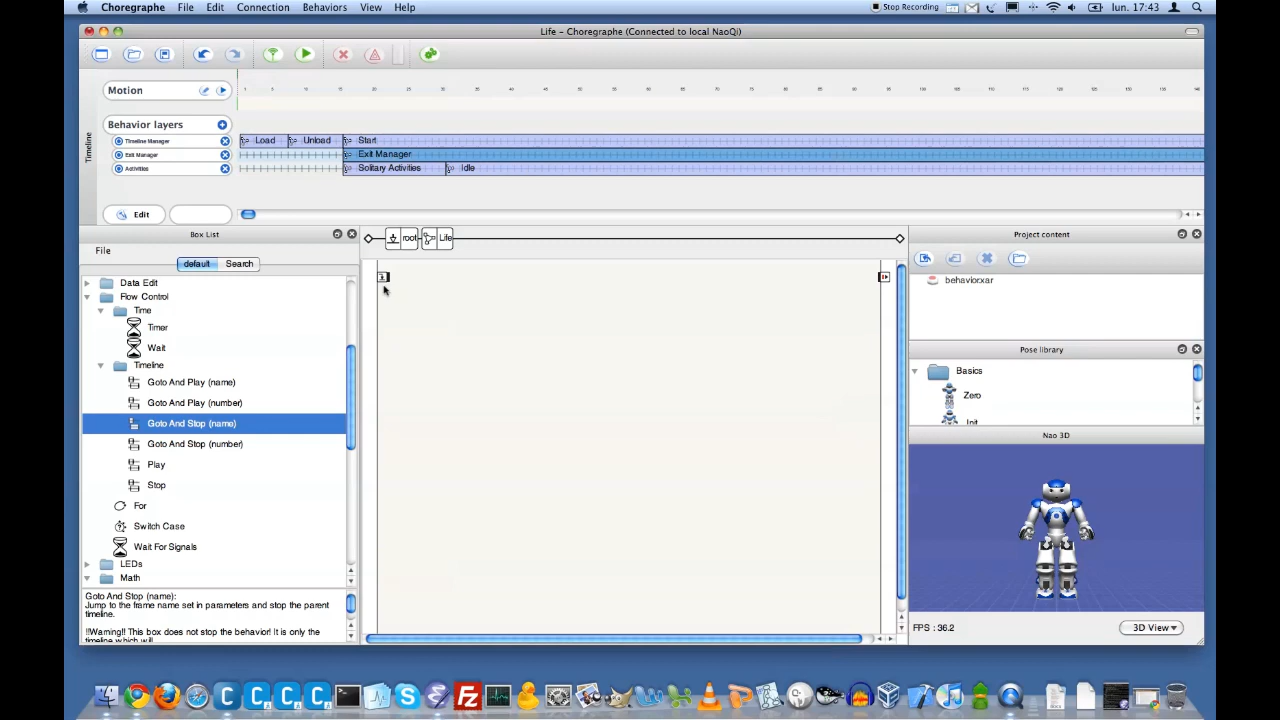 Choregraphe File Edit Connection Behaviors View Help Stop Recording lun. 17:43
Life – Choregraphe (Connected to local NaoQi)
Motion
Behavior layers
Timeline Manager
Exit Manager
Activities
Load Unload Start
Exit Manager
Solitary Activities Idle
Timeline
Edit
Box List
File
default Search
Data Edit
Flow Control
Time
Timer
Wait
Timeline
Goto And Play (name)
Goto And Play (number)
Goto And Stop (name)
Goto And Stop (number)
Play
Stop
For
Switch Case
Wait For Signals
LEDs
Math
Goto And Stop (name):
Jump to the frame name set in parameters and stop the parent
timeline.
!!Warning!! This box does not stop the behavior! It is only the
timeline which will
root Life
Project content
behavior.xar
Pose library
Basics
Zero
Init
Nao 3D
FPS : 36.2
3D View